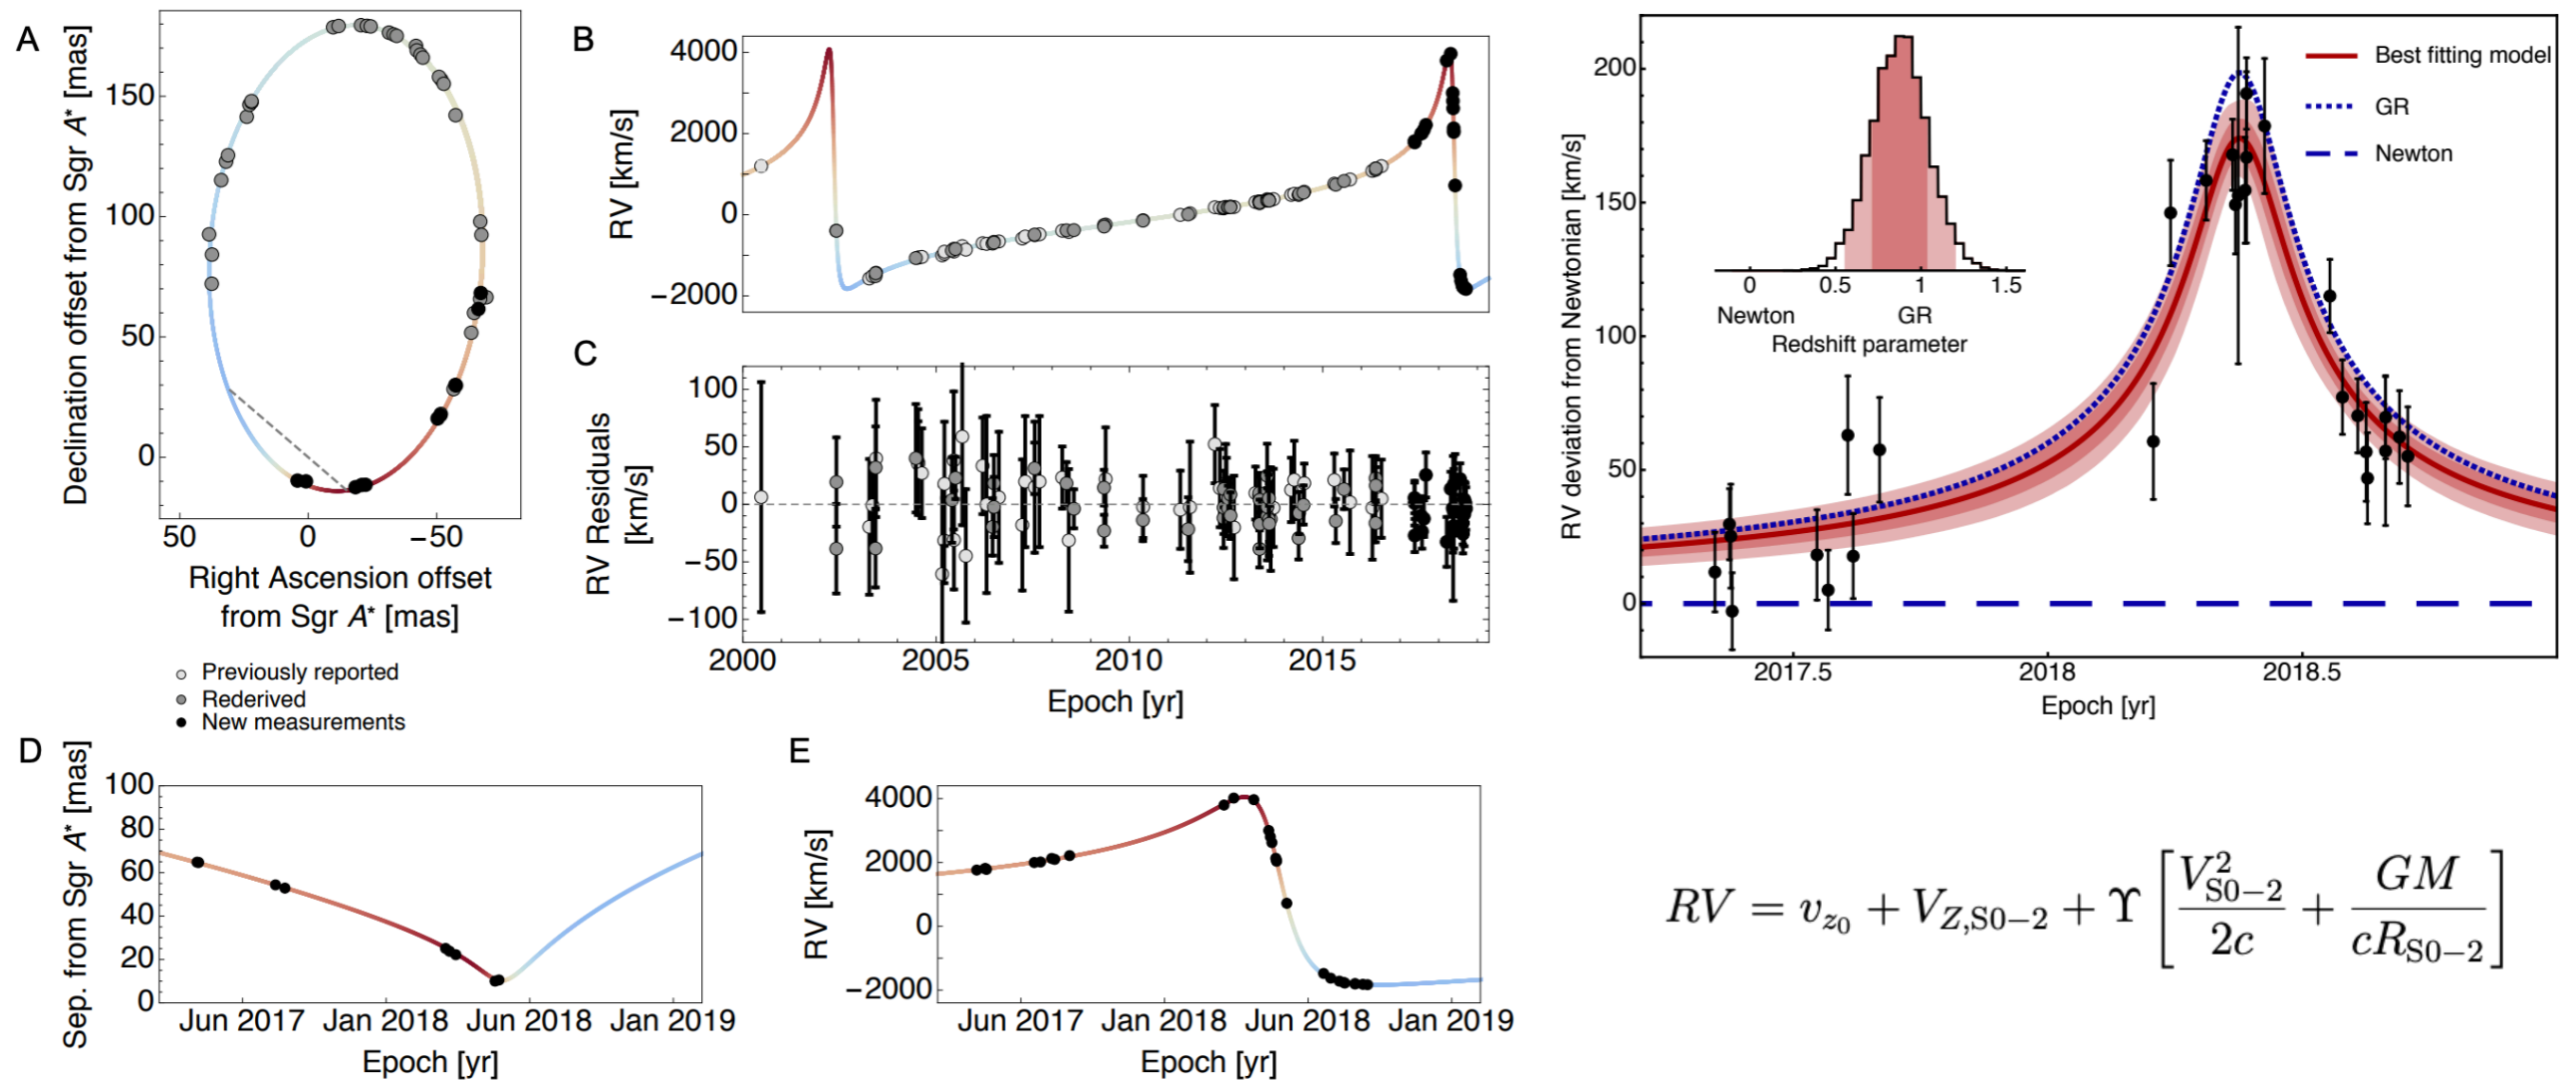 A
Declination offset from Sgr A* [mas]
150
100
50
0
50
0
−50
Right Ascension offset
from Sgr A* [mas]
Previously reported
Rederived
New measurements
B
RV [km/s]
4000
2000
0
−2000
C
RV Residuals
[km/s]
100
50
0
−50
−100
2000
2005
2010
2015
Epoch [yr]
D
Sep. from Sgr A* [mas]
100
80
60
40
20
0
Jun 2017
Jan 2018
Jun 2018
Jan 2019
Epoch [yr]
E
RV [km/s]
4000
2000
0
−2000
Jun 2017
Jan 2018
Jun 2018
Jan 2019
Epoch [yr]
RV deviation from Newtonian [km/s]
200
150
100
50
0
Best fitting model
GR
Newton
0
0.5
1
1.5
Newton
GR
Redshift parameter
2017.5
2018
2018.5
Epoch [yr]
RV = v_{z_0} + V_{Z,S0−2} + ϒ [ V²_{S0−2} / 2c + GM / cR_{S0−2} ]